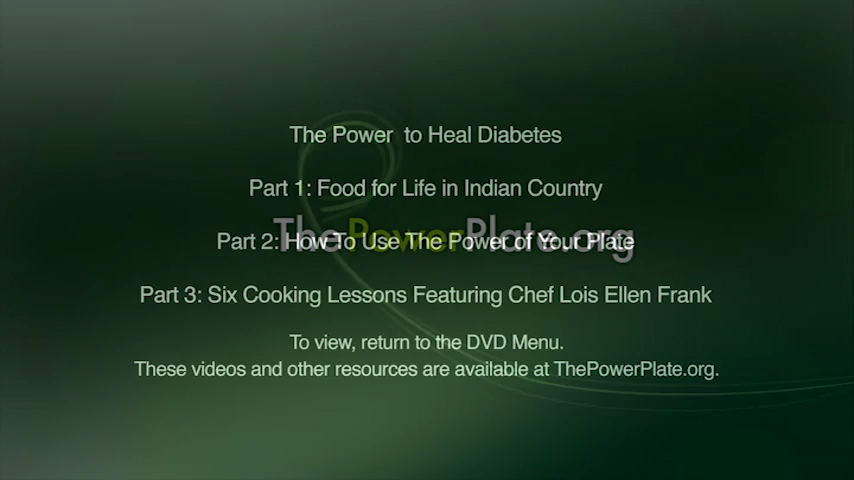 The Power to Heal Diabetes
Part 1: Food for Life in Indian Country
ThePowerPlate.org
Part 2: How To Use The Power of Your Plate
Part 3: Six Cooking Lessons Featuring Chef Lois Ellen Frank
To view, return to the DVD Menu.
These videos and other resources are available at ThePowerPlate.org.